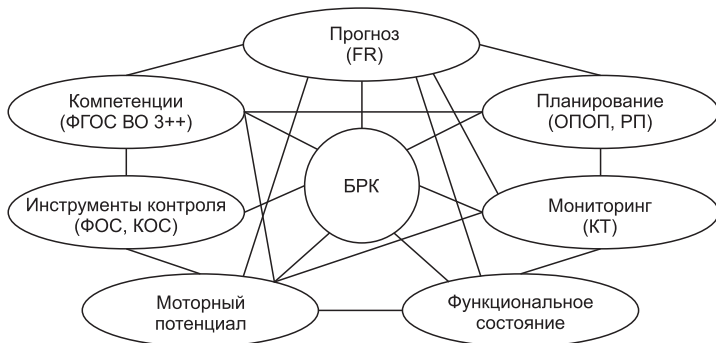 Прогноз
(FR)
Компетенции
(ФГОС ВО 3++)
Планирование
(ОПОП, РП)
БРК
Инструменты контроля
(ФОС, КОС)
Мониторинг
(КТ)
Моторный
потенциал
Функциональное
состояние